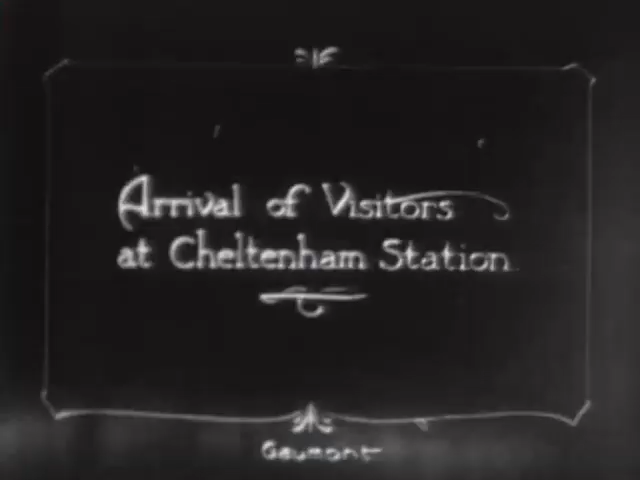 Arrival of Visitors
at Cheltenham Station
Gaumont